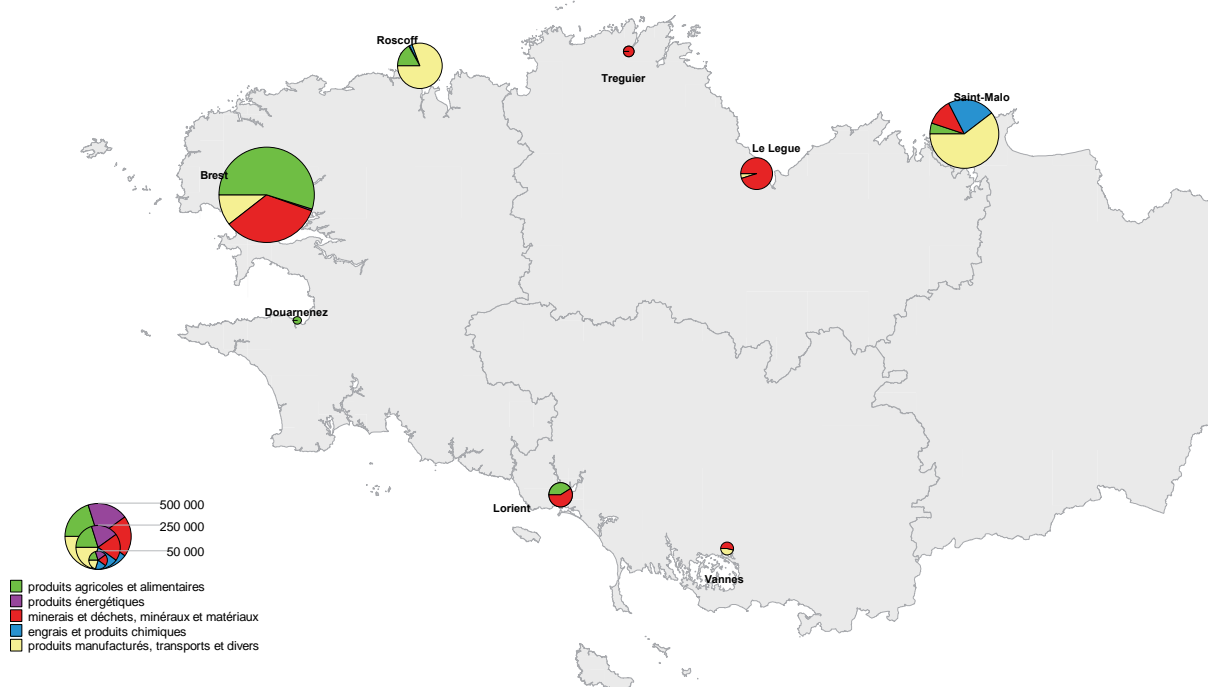 Roscoff
Treguier
Saint-Malo
Le Legue
Brest
Douarnenez
Lorient
Vannes
500 000
250 000
50 000
produits agricoles et alimentaires
produits énergétiques
minerais et déchets, minéraux et matériaux
engrais et produits chimiques
produits manufacturés, transports et divers